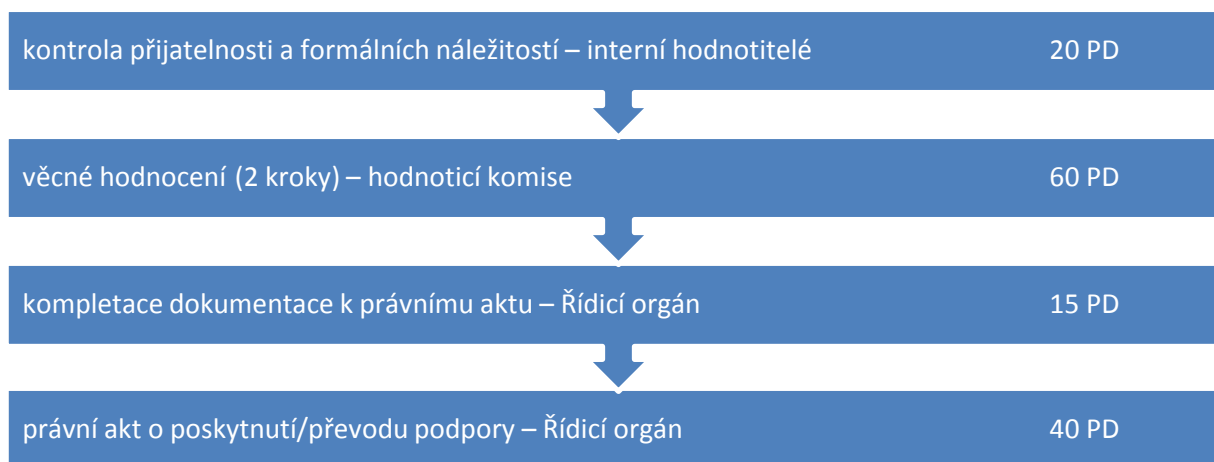 kontrola přijatelnosti a formálních náležitostí – interní hodnotitelé 20 PD
věcné hodnocení (2 kroky) – hodnoticí komise 60 PD
kompletace dokumentace k právnímu aktu – Řídicí orgán 15 PD
právní akt o poskytnutí/převodu podpory – Řídicí orgán 40 PD